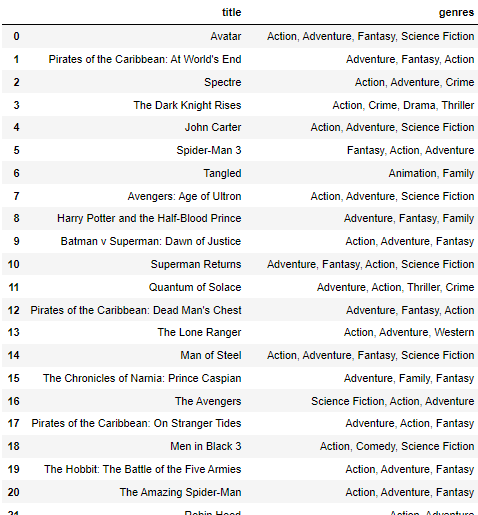 title genres
0 Avatar Action, Adventure, Fantasy, Science Fiction
1 Pirates of the Caribbean: At World's End Adventure, Fantasy, Action
2 Spectre Action, Adventure, Crime
3 The Dark Knight Rises Action, Crime, Drama, Thriller
4 John Carter Action, Adventure, Science Fiction
5 Spider-Man 3 Fantasy, Action, Adventure
6 Tangled Animation, Family
7 Avengers: Age of Ultron Action, Adventure, Science Fiction
8 Harry Potter and the Half-Blood Prince Adventure, Fantasy, Family
9 Batman v Superman: Dawn of Justice Action, Adventure, Fantasy
10 Superman Returns Adventure, Fantasy, Action, Science Fiction
11 Quantum of Solace Adventure, Action, Thriller, Crime
12 Pirates of the Caribbean: Dead Man's Chest Adventure, Fantasy, Action
13 The Lone Ranger Action, Adventure, Western
14 Man of Steel Action, Adventure, Fantasy, Science Fiction
15 The Chronicles of Narnia: Prince Caspian Adventure, Family, Fantasy
16 The Avengers Science Fiction, Action, Adventure
17 Pirates of the Caribbean: On Stranger Tides Adventure, Action, Fantasy
18 Men in Black 3 Action, Comedy, Science Fiction
19 The Hobbit: The Battle of the Five Armies Action, Adventure, Fantasy
20 The Amazing Spider-Man Action, Adventure, Fantasy
21 Robin Hood Action, Adventure